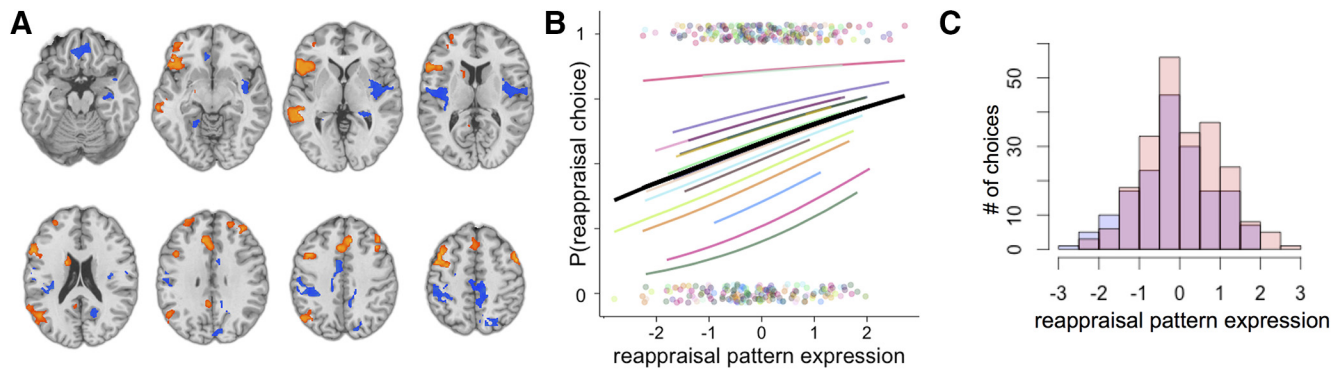 A
B
C
P(reappraisal choice)
1
0
-2
-1
0
1
2
reappraisal pattern expression
# of choices
50
30
10
0
-3
-2
-1
0
1
2
3
reappraisal pattern expression